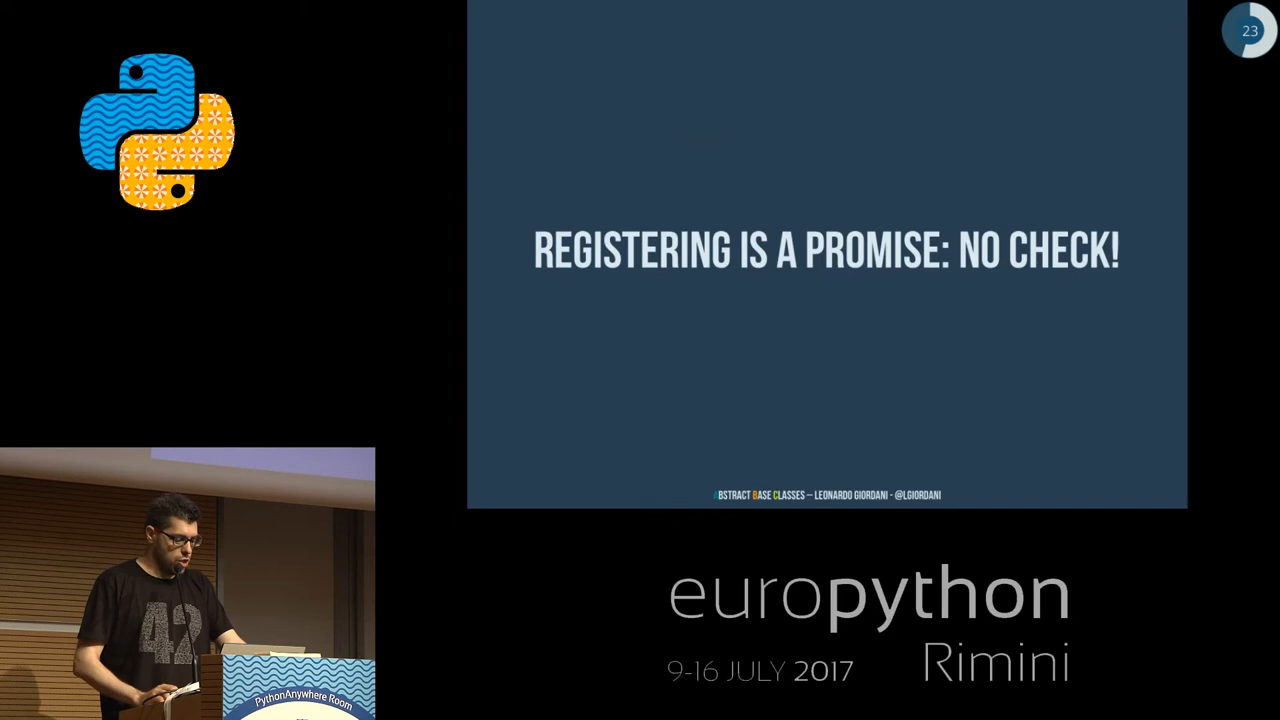 23
REGISTERING IS A PROMISE: NO CHECK!
ABSTRACT BASE CLASSES – LEONARDO GIORDANI - @LGIORDANI
europython
Rimini
9-16 JULY 2017
42
PythonAnywhere Room